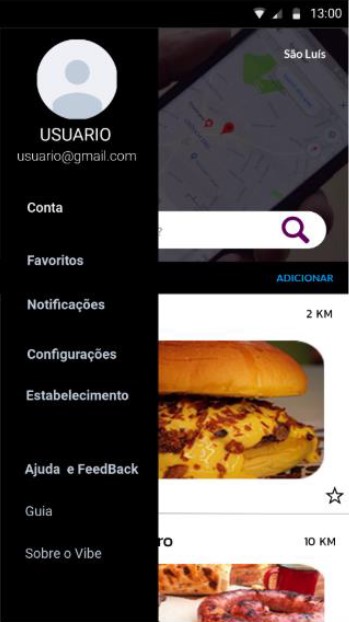 13:00
São Luís
USUARIO
usuario@gmail.com
Conta
?
Favoritos
ADICIONAR
Notificações
2 KM
Configurações
Estabelecimento
Ajuda e FeedBack
Guia
10 KM
Sobre o Vibe